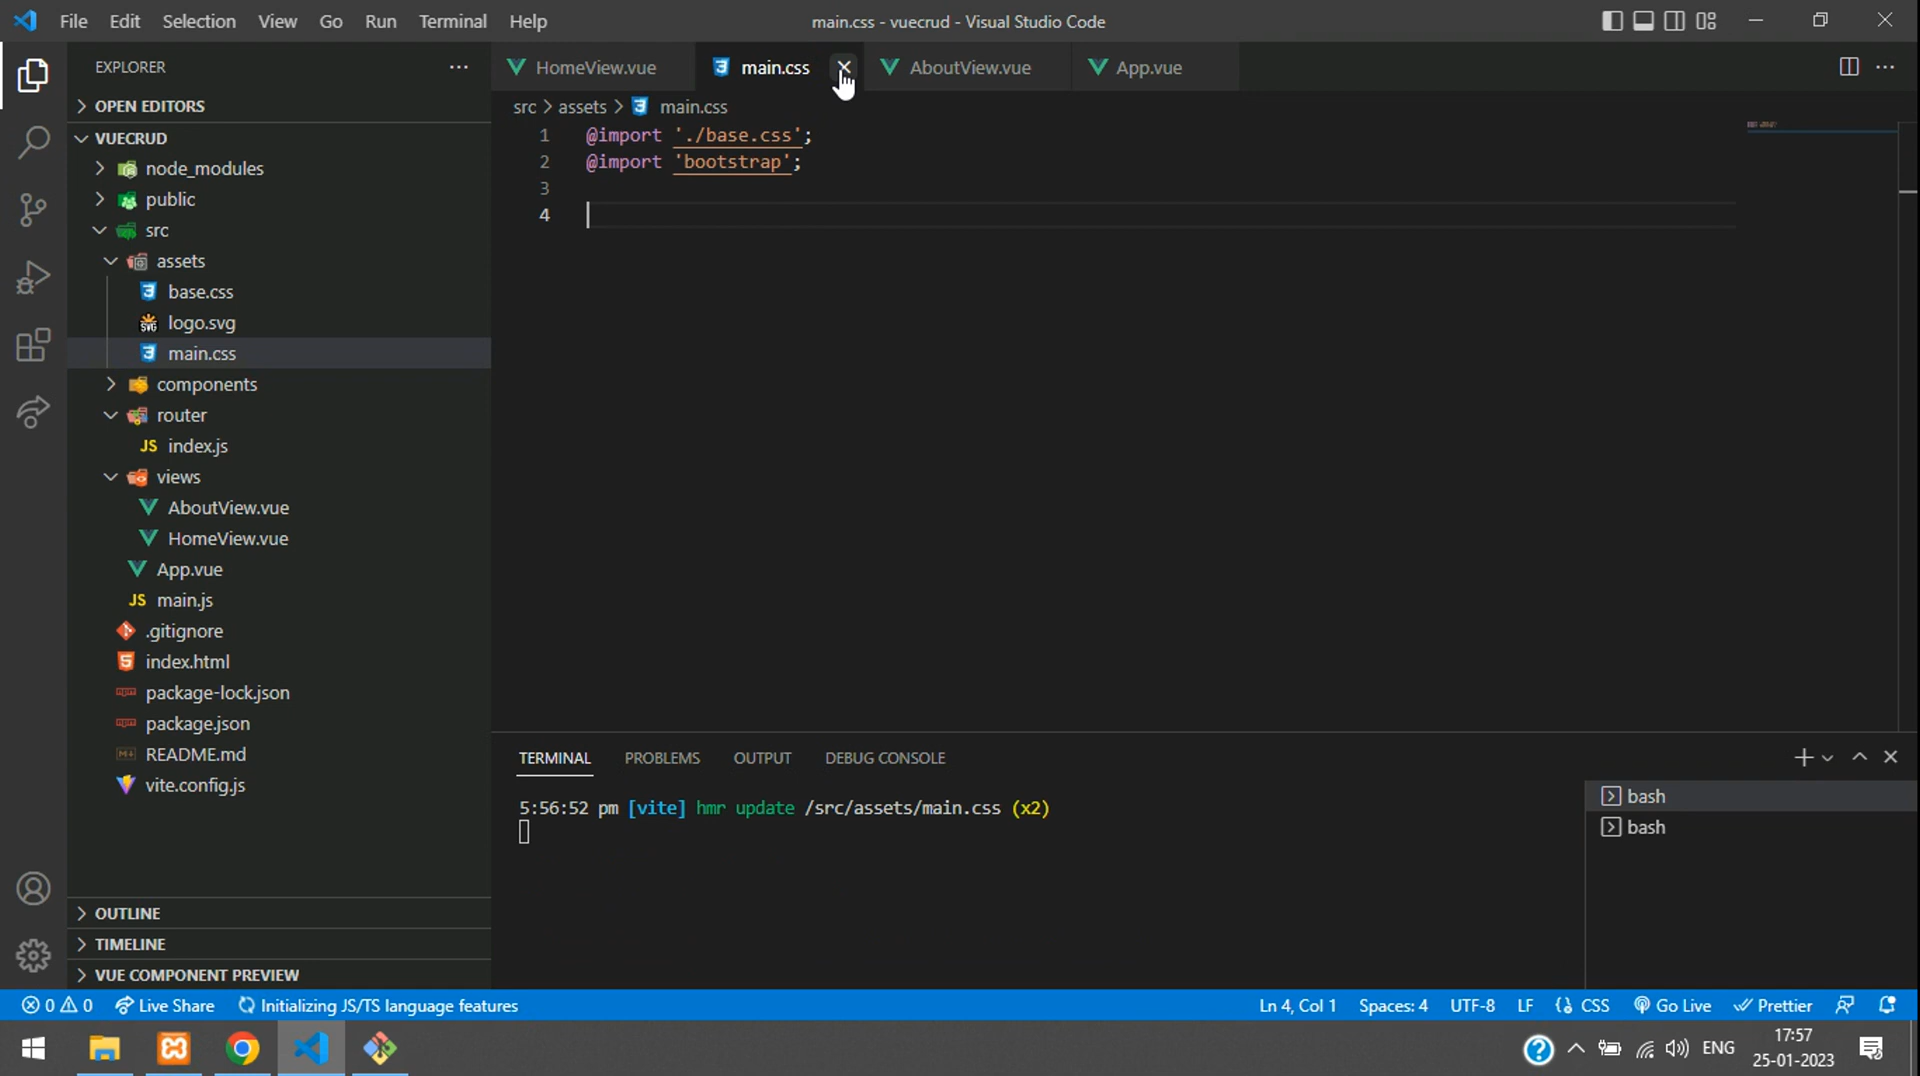 File Edit Selection View Go Run Terminal Help
main.css - vuecrud - Visual Studio Code
EXPLORER
OPEN EDITORS
VUECRUD
node_modules
public
src
assets
base.css
logo.svg
main.css
components
router
JS index.js
views
AboutView.vue
HomeView.vue
App.vue
JS main.js
.gitignore
index.html
package-lock.json
package.json
README.md
vite.config.js
OUTLINE
TIMELINE
VUE COMPONENT PREVIEW
HomeView.vue main.css AboutView.vue App.vue
src > assets > main.css
1 @import './base.css';
2 @import 'bootstrap';
3
4
TERMINAL PROBLEMS OUTPUT DEBUG CONSOLE
5:56:52 pm [vite] hmr update /src/assets/main.css (x2)
bash
bash
0 0 Live Share Initializing JS/TS language features
Ln 4, Col 1 Spaces: 4 UTF-8 LF CSS Go Live Prettier
ENG
17:57
25-01-2023